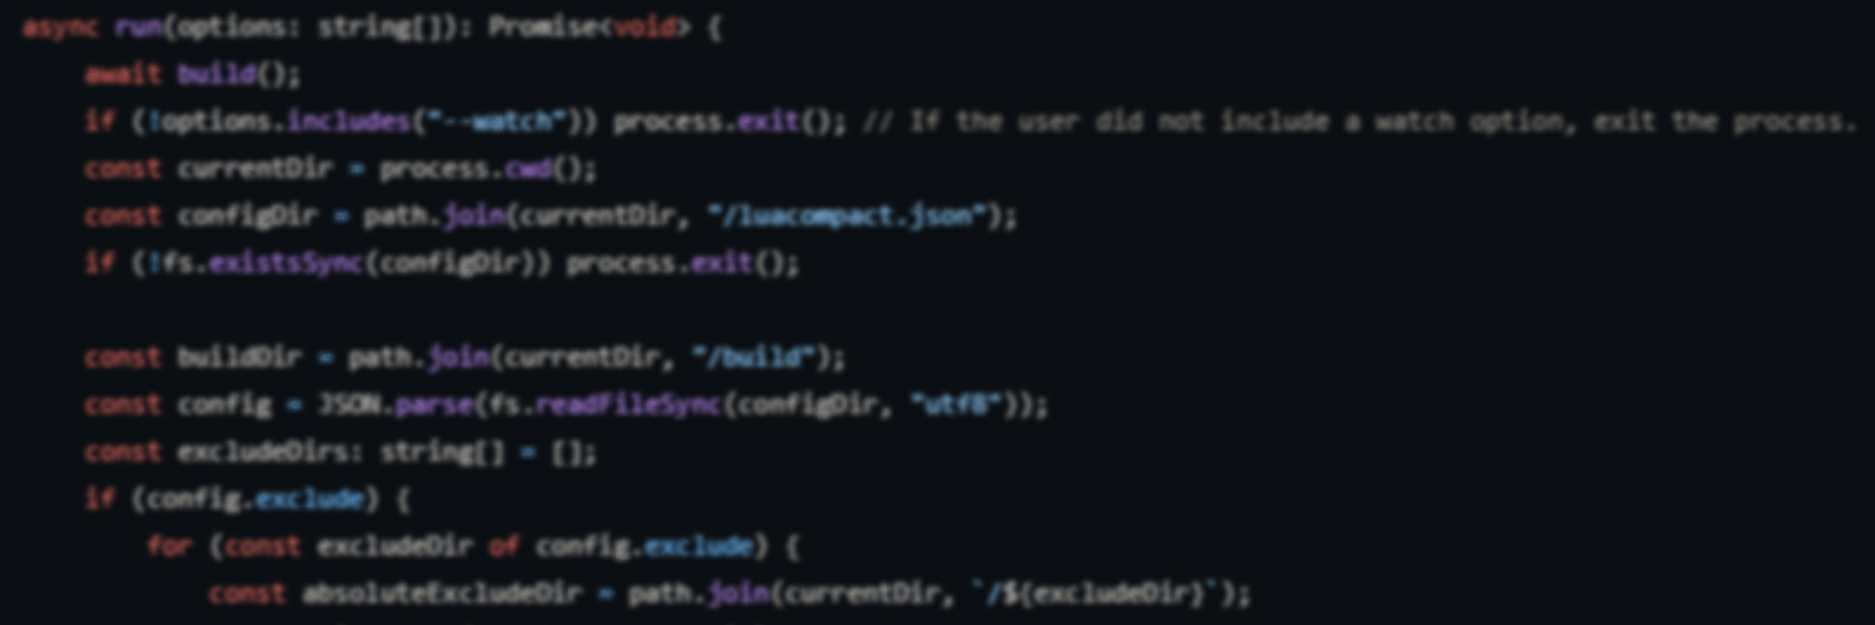 async run(options: string[]): Promise<void> {
    await build();
    if (!options.includes("--watch")) process.exit(); // If the user did not include a watch option, exit the process.
    const currentDir = process.cwd();
    const configDir = path.join(currentDir, "/luacompact.json");
    if (!fs.existsSync(configDir)) process.exit();

    const buildDir = path.join(currentDir, "/build");
    const config = JSON.parse(fs.readFileSync(configDir, "utf8"));
    const excludeDirs: string[] = [];
    if (config.exclude) {
        for (const excludeDir of config.exclude) {
            const absoluteExcludeDir = path.join(currentDir, `/${excludeDir}`);